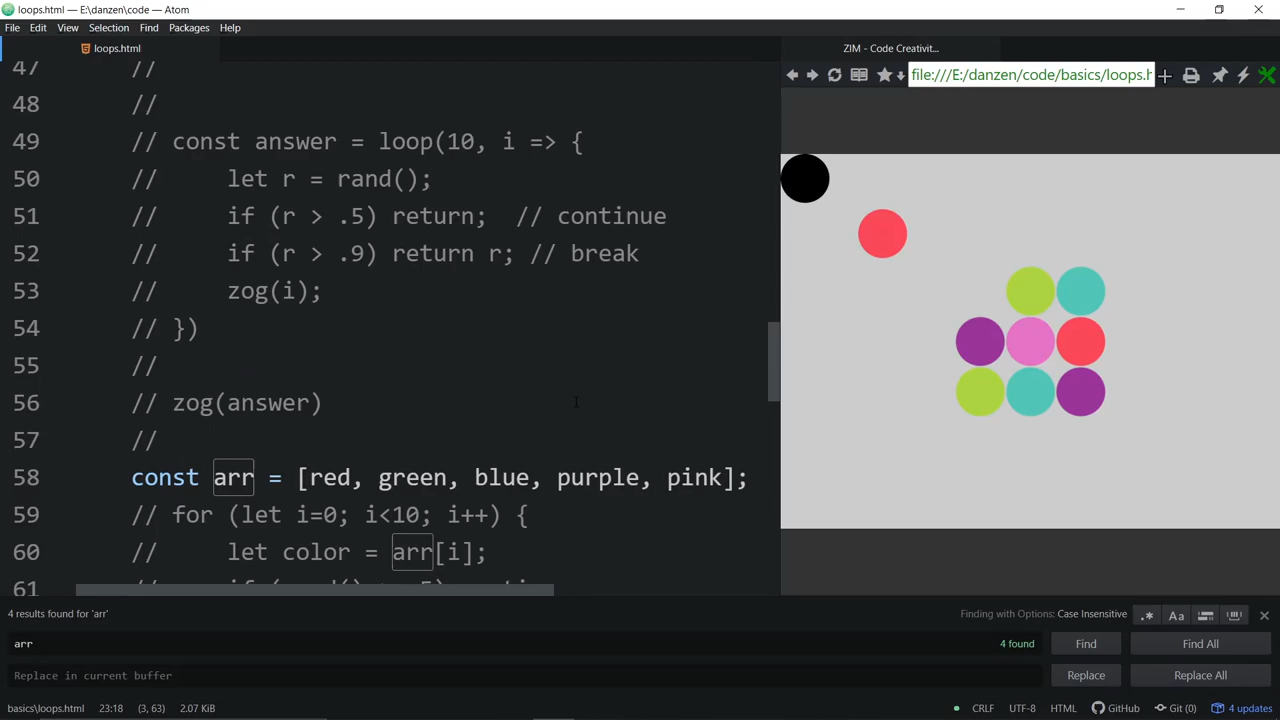 loops.html — E:\danzen\code — Atom
File Edit View Selection Find Packages Help
loops.html
ZIM - Code Creativit...
file:///E:/danzen/code/basics/loops.h
47 //
48 //
49 // const answer = loop(10, i => {
50 // let r = rand();
51 // if (r > .5) return; // continue
52 // if (r > .9) return r; // break
53 // zog(i);
54 // })
55 //
56 // zog(answer)
57 //
58 const arr = [red, green, blue, purple, pink];
59 // for (let i=0; i<10; i++) {
60 // let color = arr[i];
61
4 results found for 'arr'
Finding with Options: Case Insensitive
.* Aa
arr
4 found
Find
Find All
Replace in current buffer
Replace
Replace All
basics\loops.html 23:18 (3, 63) 2.07 KiB
CRLF UTF-8 HTML GitHub Git (0) 4 updates